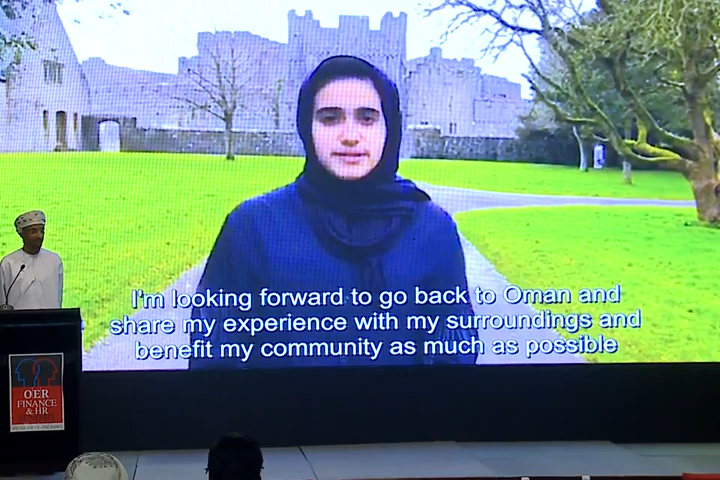 I'm looking forward to go back to Oman and
share my experience with my surroundings and
benefit my community as much as possible
OER
FINANCE
& HR